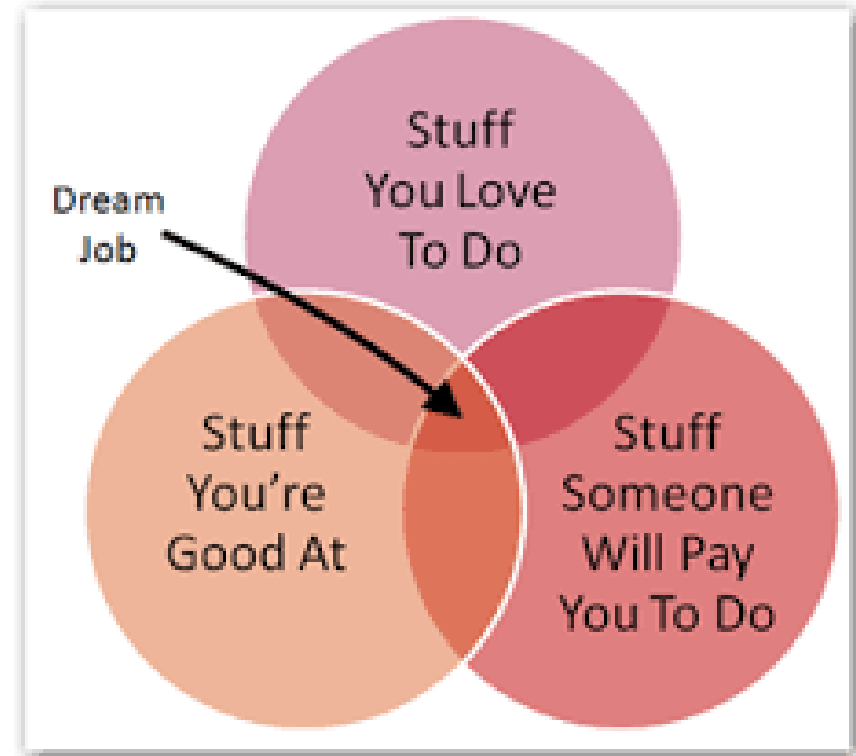 Stuff
You Love
To Do
Dream
Job
Stuff
You're
Good At
Stuff
Someone
Will Pay
You To Do